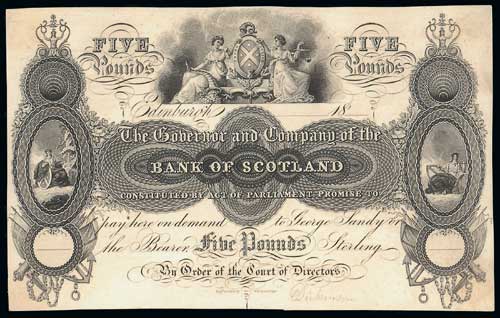 FIVE FIVE
Pounds Pounds
Edinburgh 18
The Governor and Company of the
BANK OF SCOTLAND
CONSTITUTED BY ACT OF PARLIAMENT PROMISE TO
pay here on demand to George Sandy or
the Bearer Five Pounds Sterling
By Order of the Court of Directors